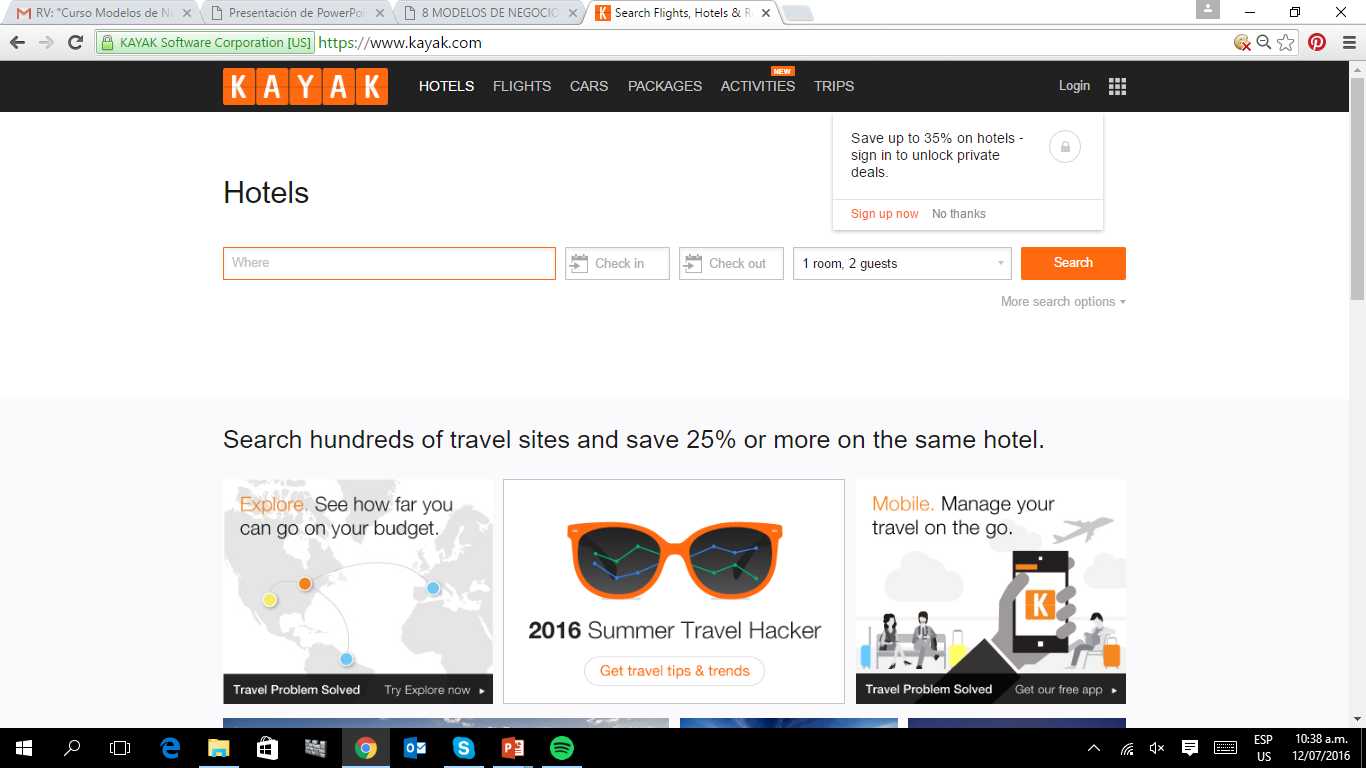 RV: "Curso Modelos de Ne
Presentación de PowerPoi
8 MODELOS DE NEGOCIO
Search Flights, Hotels & R
KAYAK Software Corporation [US]
https://www.kayak.com
KAYAK
HOTELS
FLIGHTS
CARS
PACKAGES
ACTIVITIES
NEW
TRIPS
Login
Save up to 35% on hotels -
sign in to unlock private
deals.
Sign up now
No thanks
Hotels
Where
Check in
Check out
1 room, 2 guests
Search
More search options
Search hundreds of travel sites and save 25% or more on the same hotel.
Explore. See how far you
can go on your budget.
Travel Problem Solved
Try Explore now
2016 Summer Travel Hacker
Get travel tips & trends
Mobile. Manage your
travel on the go.
K
Travel Problem Solved
Get our free app
ESP
US
10:38 a.m.
12/07/2016